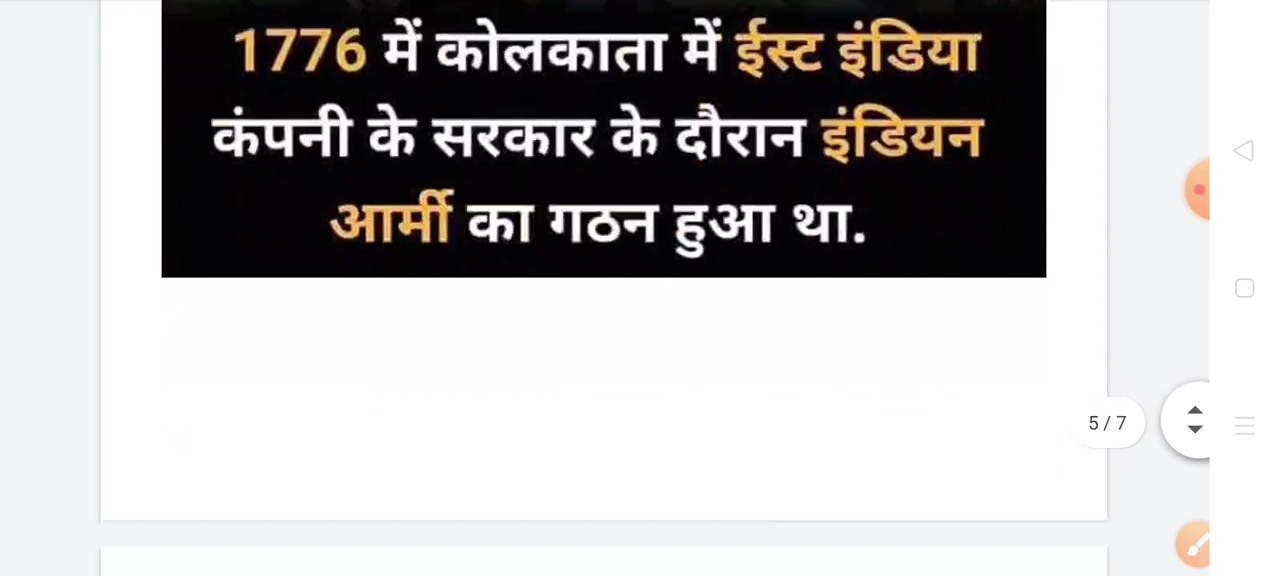 1776 में कोलकाता में ईस्ट इंडिया
कंपनी के सरकार के दौरान इंडियन
आर्मी का गठन हुआ था.
5 / 7